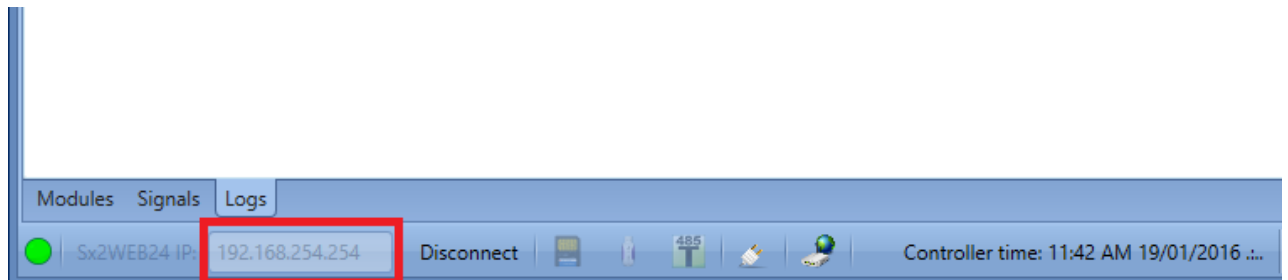 Modules Signals Logs
Sx2WEB24 IP: 192.168.254.254 Disconnect 485 Controller time: 11:42 AM 19/01/2016 .:..